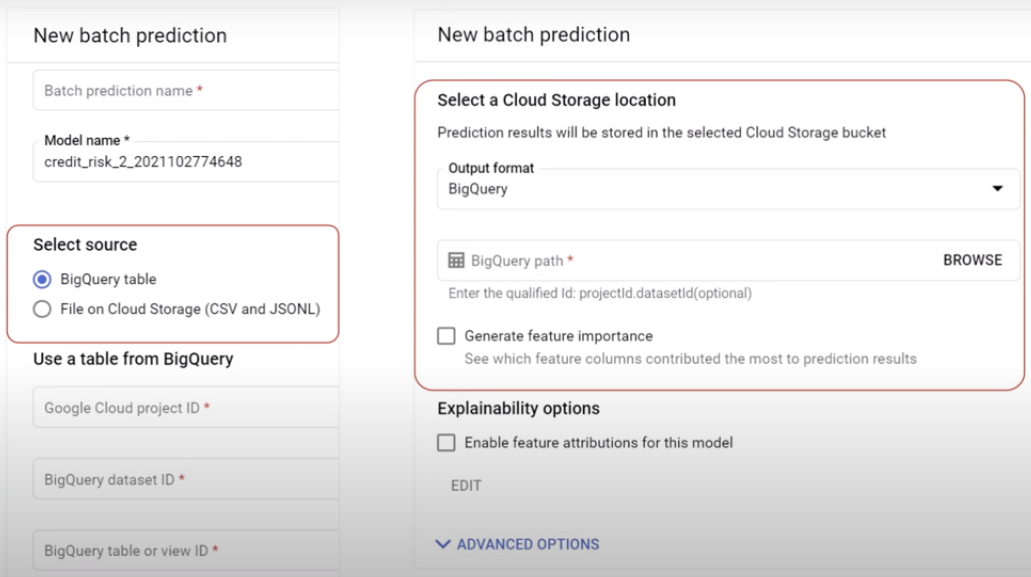 New batch prediction
Batch prediction name *
Model name *
credit_risk_2_2021102774648
Select source
BigQuery table
File on Cloud Storage (CSV and JSONL)
Use a table from BigQuery
Google Cloud project ID *
BigQuery dataset ID *
BigQuery table or view ID *
New batch prediction
Select a Cloud Storage location
Prediction results will be stored in the selected Cloud Storage bucket
Output format
BigQuery
BigQuery path * BROWSE
Enter the qualified Id: projectId.datasetId(optional)
Generate feature importance
See which feature columns contributed the most to prediction results
Explainability options
Enable feature attributions for this model
EDIT
ADVANCED OPTIONS